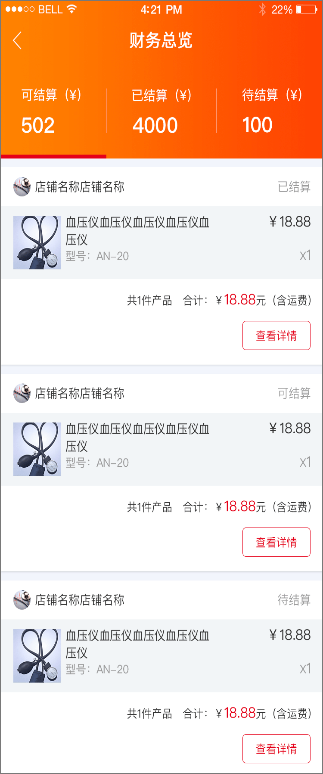 BELL 4:21 PM 22%
财务总览
可结算（¥） 已结算（¥） 待结算（¥）
502 4000 100
店铺名称店铺名称 已结算
血压仪血压仪血压仪血压仪血 ¥18.88
压仪
型号：AN-20 x1
共1件产品 合计：¥18.88元（含运费）
查看详情
店铺名称店铺名称 可结算
血压仪血压仪血压仪血压仪血 ¥18.88
压仪
型号：AN-20 x1
共1件产品 合计：¥18.88元（含运费）
查看详情
店铺名称店铺名称 待结算
血压仪血压仪血压仪血压仪血 ¥18.88
压仪
型号：AN-20 x1
共1件产品 合计：¥18.88元（含运费）
查看详情